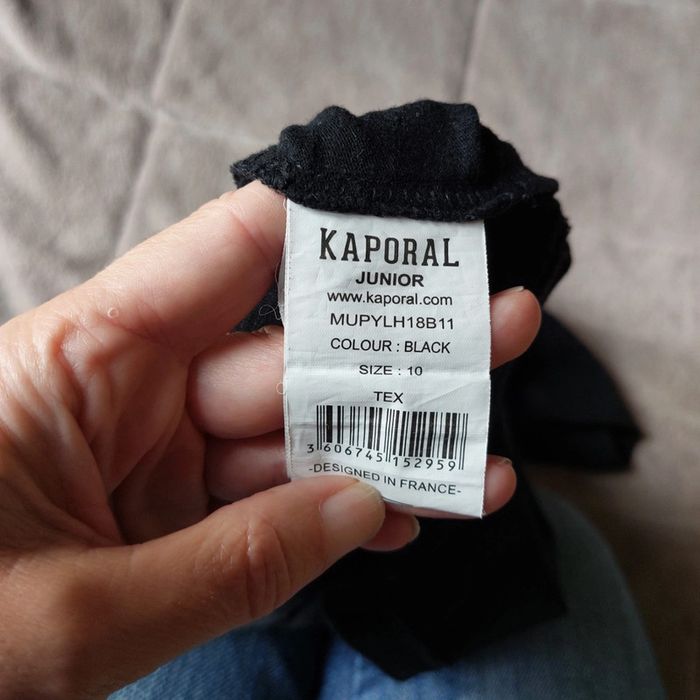 KAPORAL
JUNIOR
www.kaporal.com
MUPYLH18B11
COLOUR : BLACK
SIZE : 10
TEX
3 606745 152959
-DESIGNED IN FRANCE-